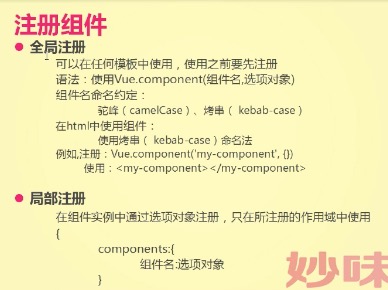 注册组件
全局注册
可以在任何模板中使用，使用之前要先注册
语法：使用Vue.component(组件名,选项对象)
组件名命名约定：
驼峰（camelCase）、烤串（ kebab-case）
在html中使用组件：
使用烤串（ kebab-case）命名法
例如,注册：Vue.component('my-component', {})
使用：<my-component></my-component>
局部注册
在组件实例中通过选项对象注册，只在所注册的作用域中使用
{
components:{
组件名:选项对象
}
妙味